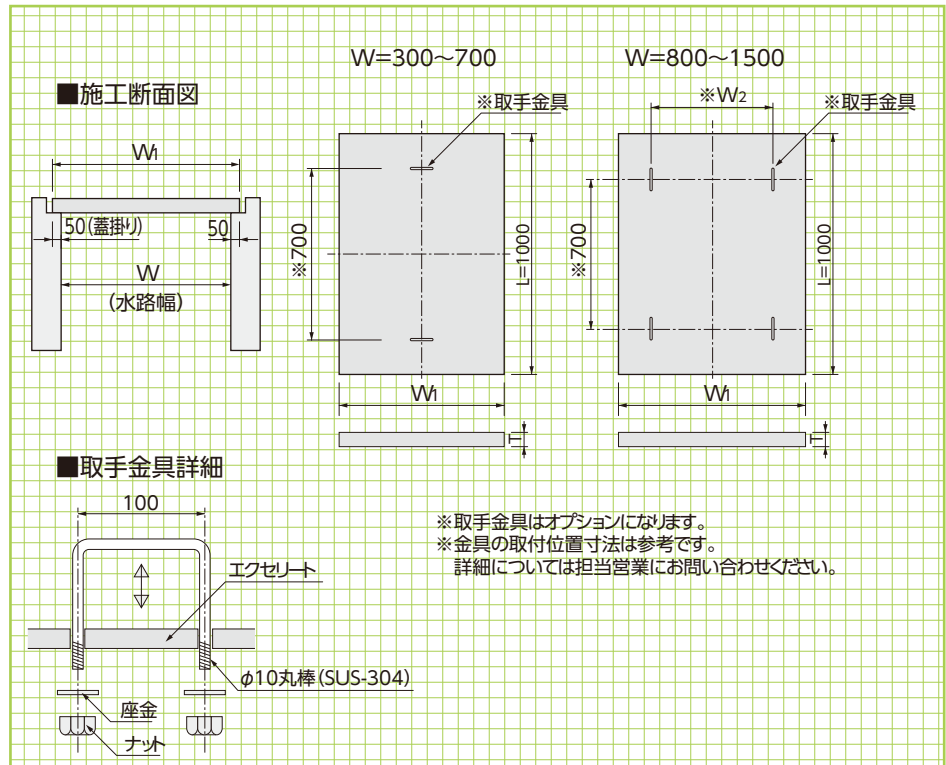 W=300～700
W=800～1500
■施工断面図
※取手金具
※W2
※取手金具
W1
50(蓋掛り)
50
W
(水路幅)
※700
L=1000
※700
L=1000
W1
W1
T
T
■取手金具詳細
100
※取手金具はオプションになります。
※金具の取付位置寸法は参考です。
詳細については担当営業にお問い合わせください。
エクセリート
φ10丸棒(SUS-304)
座金
ナット